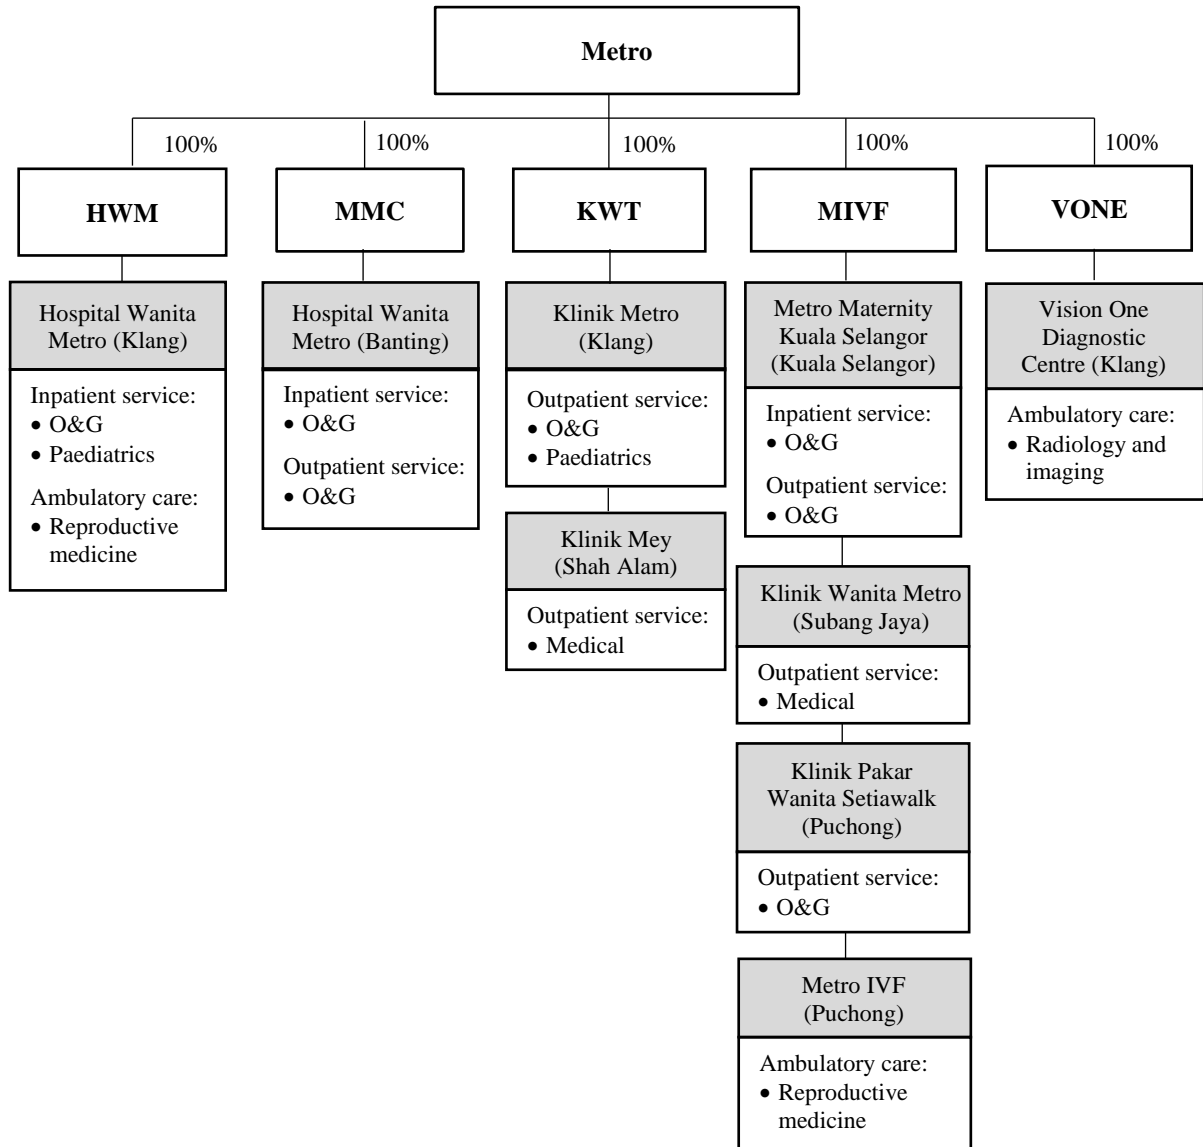 Metro
100%
100%
100%
100%
100%
HWM
MMC
KWT
MIVF
VONE
Hospital Wanita
Metro (Klang)
Inpatient service:
• O&G
• Paediatrics
Ambulatory care:
• Reproductive
medicine
Hospital Wanita
Metro (Banting)
Inpatient service:
• O&G
Outpatient service:
• O&G
Klinik Metro
(Klang)
Outpatient service:
• O&G
• Paediatrics
Klinik Mey
(Shah Alam)
Outpatient service:
• Medical
Metro Maternity
Kuala Selangor
(Kuala Selangor)
Inpatient service:
• O&G
Outpatient service:
• O&G
Klinik Wanita Metro
(Subang Jaya)
Outpatient service:
• Medical
Klinik Pakar
Wanita Setiawalk
(Puchong)
Outpatient service:
• O&G
Metro IVF
(Puchong)
Ambulatory care:
• Reproductive
medicine
Vision One
Diagnostic
Centre (Klang)
Ambulatory care:
• Radiology and
imaging